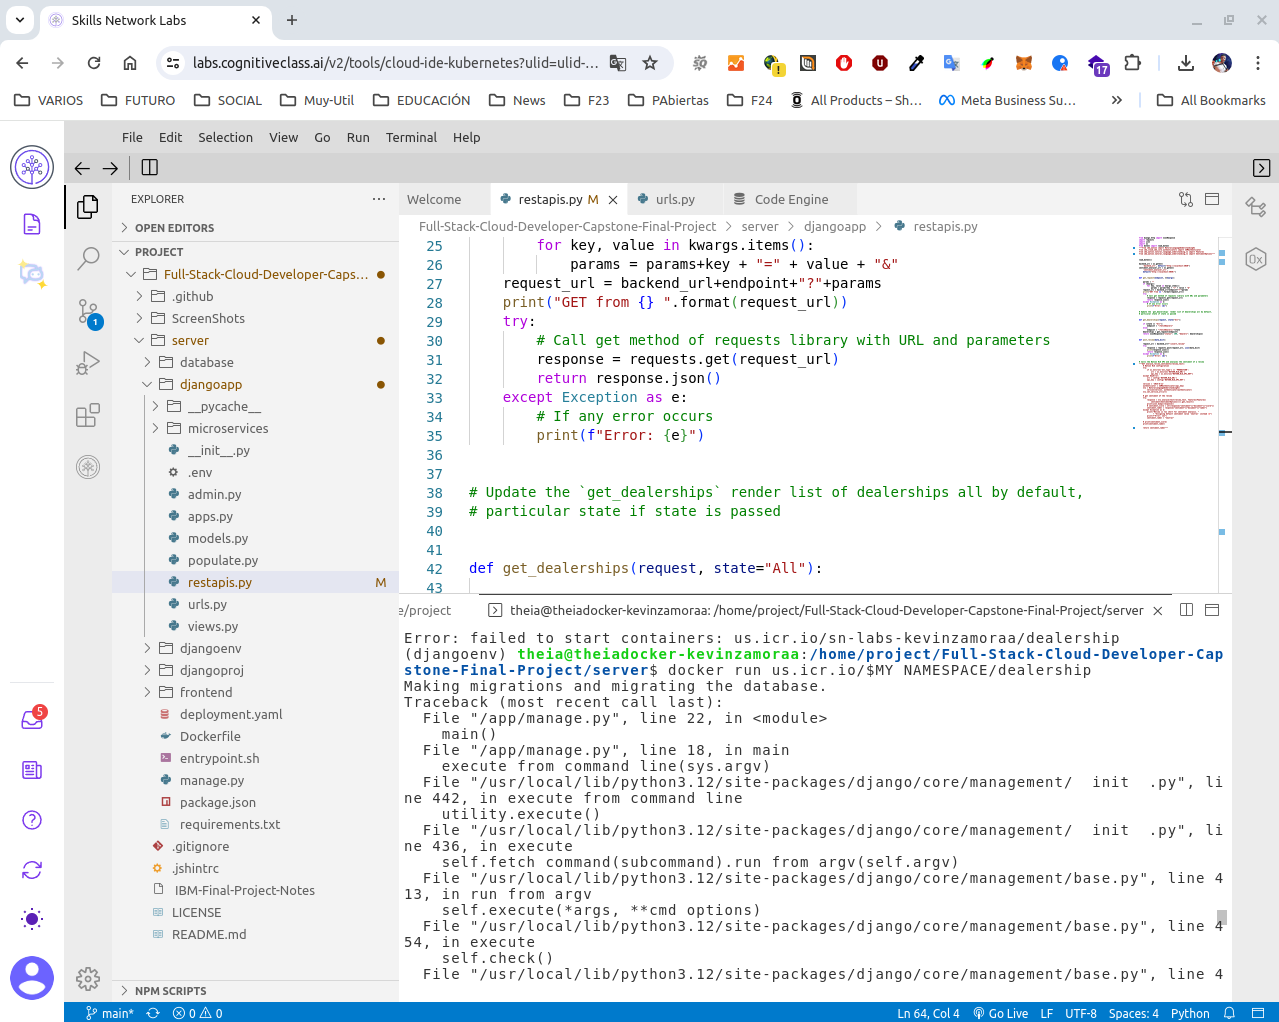 Skills Network Labs
labs.cognitiveclass.ai/v2/tools/cloud-ide-kubernetes?ulid=ulid-...
17
VARIOS
FUTURO
SOCIAL
Muy-Util
EDUCACIÓN
News
F23
PAbiertas
F24
All Products – Sh...
Meta Business Su...
All Bookmarks
File Edit Selection View Go Run Terminal Help
EXPLORER
OPEN EDITORS
PROJECT
Full-Stack-Cloud-Developer-Caps...
.github
ScreenShots
server
database
djangoapp
__pycache__
microservices
__init__.py
.env
admin.py
apps.py
models.py
populate.py
restapis.py M
urls.py
views.py
djangoenv
djangoproj
frontend
deployment.yaml
Dockerfile
entrypoint.sh
manage.py
package.json
requirements.txt
.gitignore
.jshintrc
IBM-Final-Project-Notes
LICENSE
README.md
NPM SCRIPTS
1
5
Welcome
restapis.py M
urls.py
Code Engine
Full-Stack-Cloud-Developer-Capstone-Final-Project > server > djangoapp > restapis.py
25 for key, value in kwargs.items():
26 params = params+key + "=" + value + "&"
27 request_url = backend_url+endpoint+"?"+params
28 print("GET from {} ".format(request_url))
29 try:
30 # Call get method of requests library with URL and parameters
31 response = requests.get(request_url)
32 return response.json()
33 except Exception as e:
34 # If any error occurs
35 print(f"Error: {e}")
36
37
38 # Update the `get_dealerships` render list of dealerships all by default,
39 # particular state if state is passed
40
41
42 def get_dealerships(request, state="All"):
43
e/project
theia@theiadocker-kevinzamoraa: /home/project/Full-Stack-Cloud-Developer-Capstone-Final-Project/server
Error: failed to start containers: us.icr.io/sn-labs-kevinzamoraa/dealership
(djangoenv) theia@theiadocker-kevinzamoraa:/home/project/Full-Stack-Cloud-Developer-Cap
stone-Final-Project/server$ docker run us.icr.io/$MY NAMESPACE/dealership
Making migrations and migrating the database.
Traceback (most recent call last):
File "/app/manage.py", line 22, in <module>
main()
File "/app/manage.py", line 18, in main
execute from command line(sys.argv)
File "/usr/local/lib/python3.12/site-packages/django/core/management/  init  .py", li
ne 442, in execute from command line
utility.execute()
File "/usr/local/lib/python3.12/site-packages/django/core/management/  init  .py", li
ne 436, in execute
self.fetch command(subcommand).run from argv(self.argv)
File "/usr/local/lib/python3.12/site-packages/django/core/management/base.py", line 4
13, in run from argv
self.execute(*args, **cmd options)
File "/usr/local/lib/python3.12/site-packages/django/core/management/base.py", line 4
54, in execute
self.check()
File "/usr/local/lib/python3.12/site-packages/django/core/management/base.py", line 4
main* 0 0
Ln 64, Col 4 Go Live LF UTF-8 Spaces: 4 Python